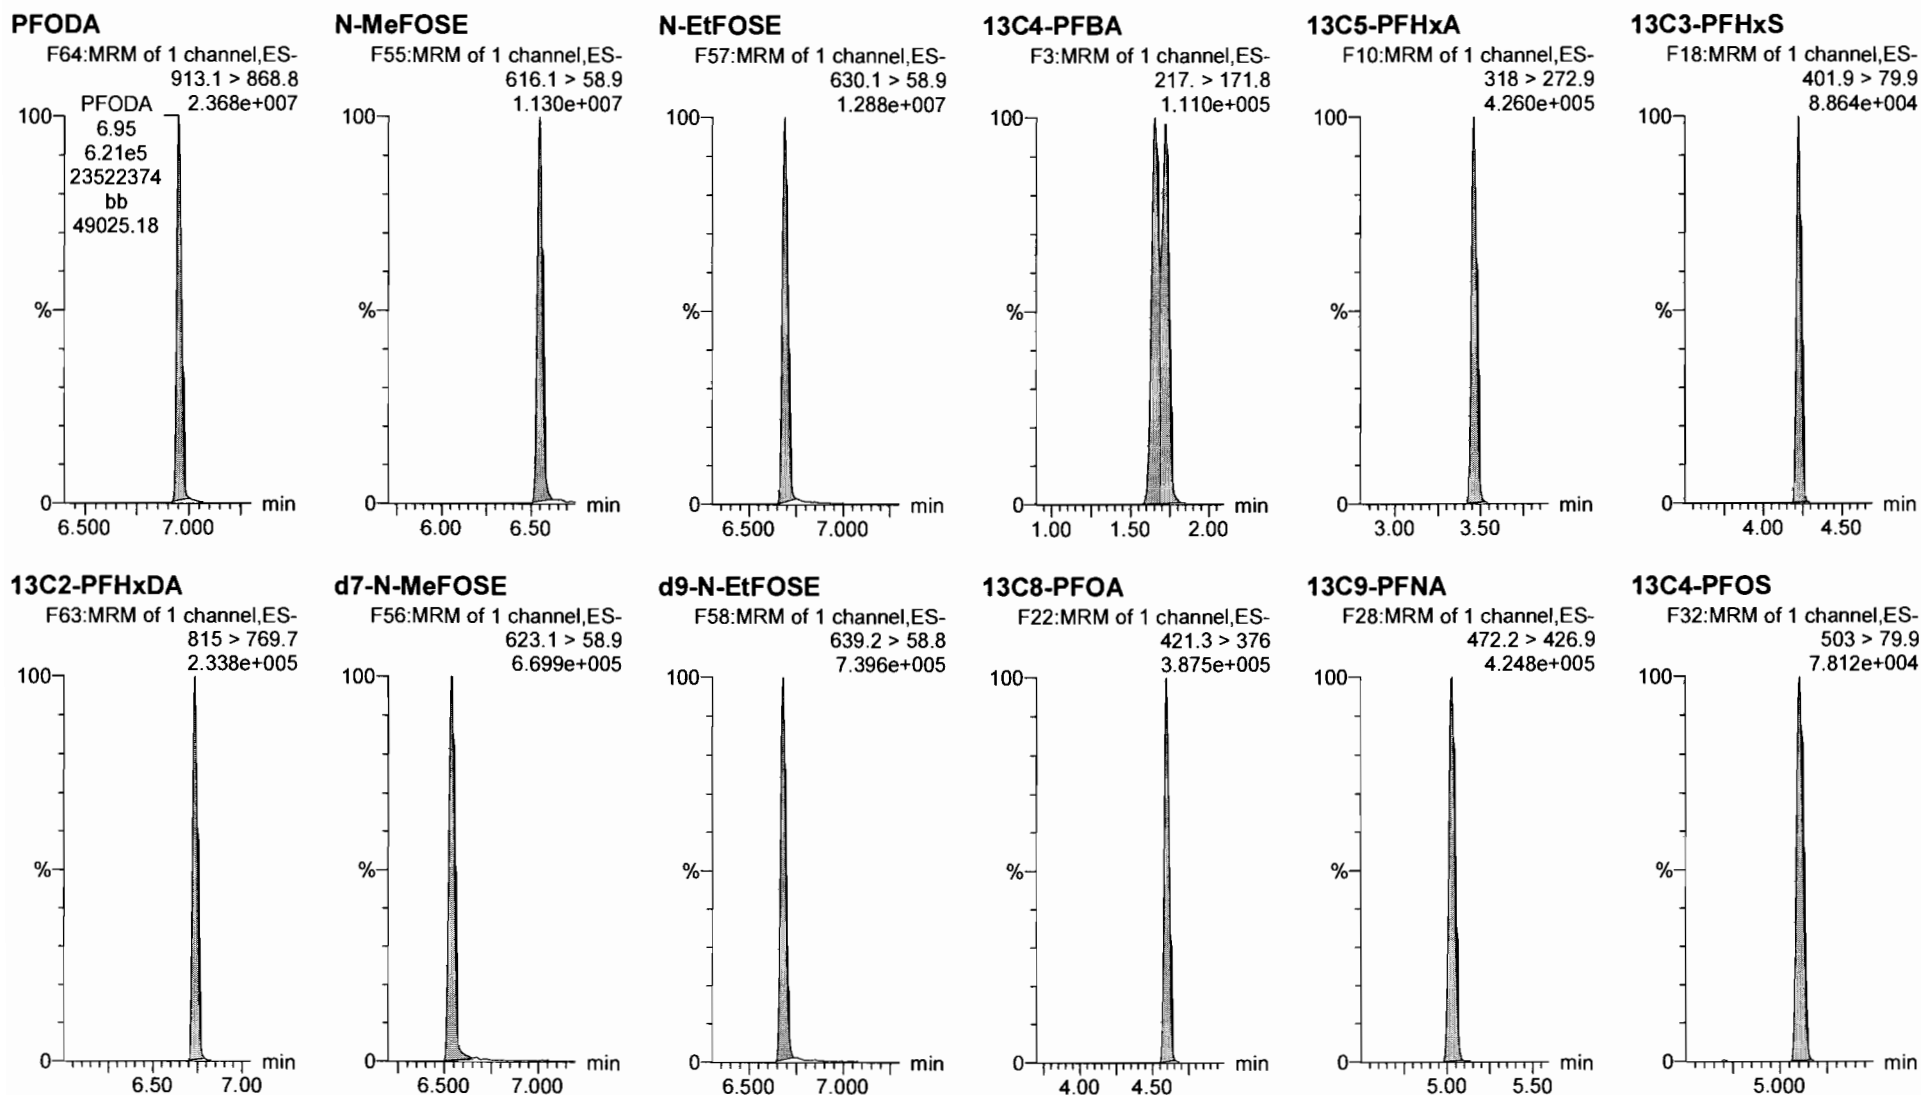 PFODA
F64:MRM of 1 channel,ES-
913.1 > 868.8
2.368e+007
PFODA
6.95
6.21e5
23522374
bb
49025.18
100
%
0
min
6.500 7.000
N-MeFOSE
F55:MRM of 1 channel,ES-
616.1 > 58.9
1.130e+007
100
%
0
min
6.00 6.50
N-EtFOSE
F57:MRM of 1 channel,ES-
630.1 > 58.9
1.288e+007
100
%
0
min
6.500 7.000
13C4-PFBA
F3:MRM of 1 channel,ES-
217. > 171.8
1.110e+005
100
%
0
min
1.00 1.50 2.00
13C5-PFHxA
F10:MRM of 1 channel,ES-
318 > 272.9
4.260e+005
100
%
0
min
3.00 3.50
13C3-PFHxS
F18:MRM of 1 channel,ES-
401.9 > 79.9
8.864e+004
100
%
0
min
4.00 4.50
13C2-PFHxDA
F63:MRM of 1 channel,ES-
815 > 769.7
2.338e+005
100
%
0
min
6.50 7.00
d7-N-MeFOSE
F56:MRM of 1 channel,ES-
623.1 > 58.9
6.699e+005
100
%
0
min
6.500 7.000
d9-N-EtFOSE
F58:MRM of 1 channel,ES-
639.2 > 58.8
7.396e+005
100
%
0
min
6.500 7.000
13C8-PFOA
F22:MRM of 1 channel,ES-
421.3 > 376
3.875e+005
100
%
0
min
4.00 4.50
13C9-PFNA
F28:MRM of 1 channel,ES-
472.2 > 426.9
4.248e+005
100
%
0
min
5.00 5.50
13C4-PFOS
F32:MRM of 1 channel,ES-
503 > 79.9
7.812e+004
100
%
0
min
5.000